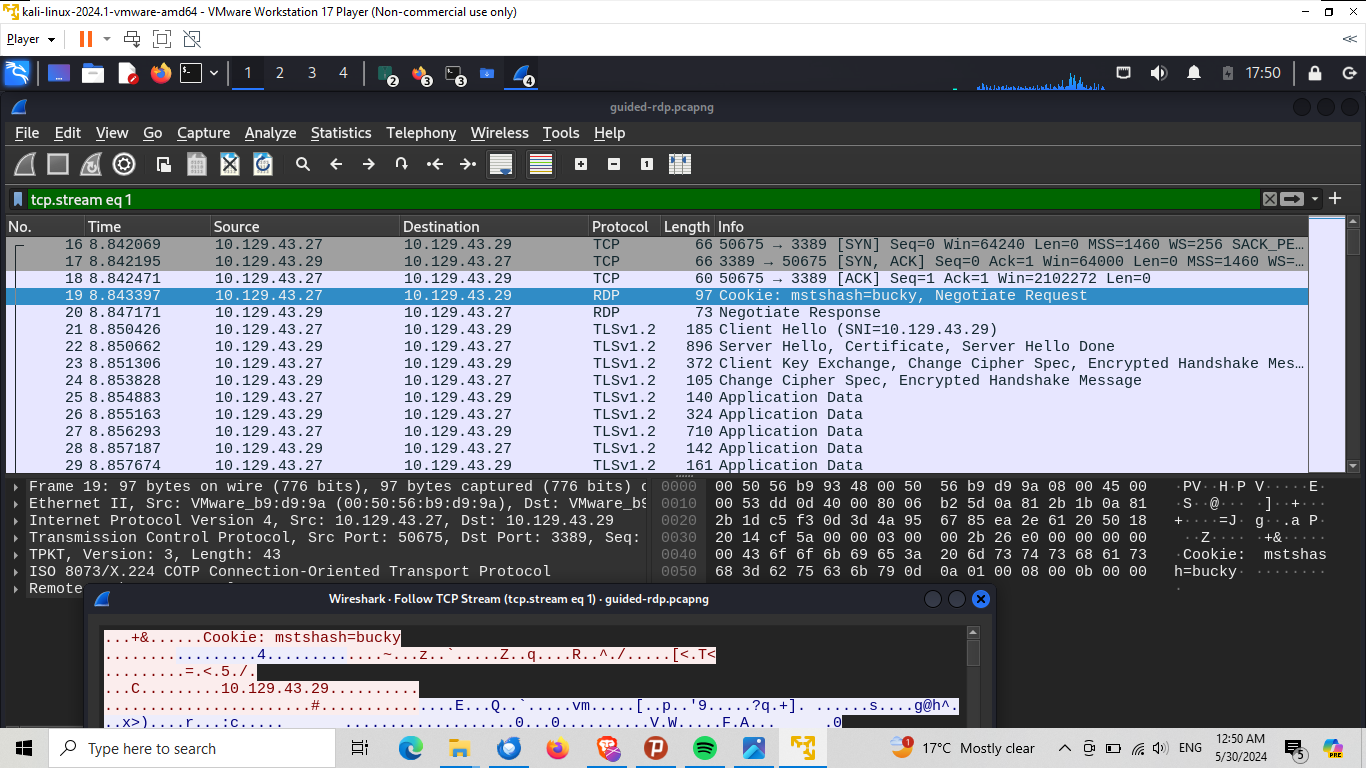 kali-linux-2024.1-vmware-amd64 - VMware Workstation 17 Player (Non-commercial use only)
Player
1 2 3 4 2 3 3 4 17:50
guided-rdp.pcapng
File Edit View Go Capture Analyze Statistics Telephony Wireless Tools Help
tcp.stream eq 1
No. Time Source Destination Protocol Length Info
16 8.842069 10.129.43.27 10.129.43.29 TCP 66 50675 → 3389 [SYN] Seq=0 Win=64240 Len=0 MSS=1460 WS=256 SACK_PE…
17 8.842195 10.129.43.29 10.129.43.27 TCP 66 3389 → 50675 [SYN, ACK] Seq=0 Ack=1 Win=64000 Len=0 MSS=1460 WS=…
18 8.842471 10.129.43.27 10.129.43.29 TCP 60 50675 → 3389 [ACK] Seq=1 Ack=1 Win=2102272 Len=0
19 8.843397 10.129.43.27 10.129.43.29 RDP 97 Cookie: mstshash=bucky, Negotiate Request
20 8.847171 10.129.43.29 10.129.43.27 RDP 73 Negotiate Response
21 8.850426 10.129.43.27 10.129.43.29 TLSv1.2 185 Client Hello (SNI=10.129.43.29)
22 8.850662 10.129.43.29 10.129.43.27 TLSv1.2 896 Server Hello, Certificate, Server Hello Done
23 8.851306 10.129.43.27 10.129.43.29 TLSv1.2 372 Client Key Exchange, Change Cipher Spec, Encrypted Handshake Mes…
24 8.853828 10.129.43.29 10.129.43.27 TLSv1.2 105 Change Cipher Spec, Encrypted Handshake Message
25 8.854883 10.129.43.27 10.129.43.29 TLSv1.2 140 Application Data
26 8.855163 10.129.43.29 10.129.43.27 TLSv1.2 324 Application Data
27 8.856293 10.129.43.27 10.129.43.29 TLSv1.2 710 Application Data
28 8.857187 10.129.43.29 10.129.43.27 TLSv1.2 142 Application Data
29 8.857674 10.129.43.27 10.129.43.29 TLSv1.2 161 Application Data
Frame 19: 97 bytes on wire (776 bits), 97 bytes captured (776 bits) c
Ethernet II, Src: VMware_b9:d9:9a (00:50:56:b9:d9:9a), Dst: VMware_b9
Internet Protocol Version 4, Src: 10.129.43.27, Dst: 10.129.43.29
Transmission Control Protocol, Src Port: 50675, Dst Port: 3389, Seq:
TPKT, Version: 3, Length: 43
ISO 8073/X.224 COTP Connection-Oriented Transport Protocol
Remote
0000 00 50 56 b9 93 48 00 50 56 b9 d9 9a 08 00 45 00 ·PV··H·P V·····E·
0010 00 53 dd 0d 40 00 80 06 b2 5d 0a 81 2b 1b 0a 81 ·S··@··· ·]··+···
0020 2b 1d c5 f3 0d 3d 4a 95 67 85 ea 2e 61 20 50 18 +····=J· g··.a P·
0030 20 14 cf 5a 00 00 03 00 00 2b 26 e0 00 00 00 00 ··Z···· ·+&·····
0040 00 43 6f 6f 6b 69 65 3a 20 6d 73 74 73 68 61 73 ·Cookie: mstshas
0050 68 3d 62 75 63 6b 79 0d 0a 01 00 08 00 0b 00 00 h=bucky· ········
Wireshark · Follow TCP Stream (tcp.stream eq 1) · guided-rdp.pcapng
...+&......Cookie: mstshash=bucky
.................4.............~...z..`.....Z..q....R..^./.....[<.T<
.........=.<.5./.
...C.........10.129.43.29..........
.......................#...............E...Q..`.....vm.....[..p..'9.....?q.+]. ......s....g@h^.
..x>)....r...:c..... ...................0...0..........V.W.....F.A... .0
Type here to search
1 17°C Mostly clear ENG 12:50 AM 5 PRE
5/30/2024